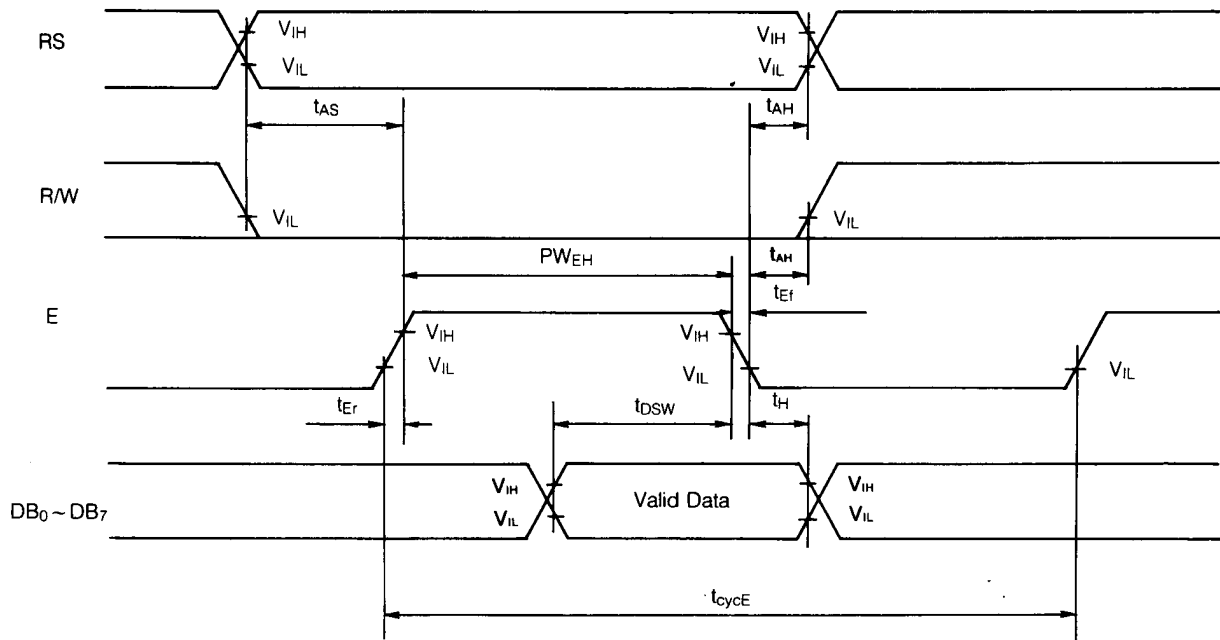 RS
VIH
VIL
VIH
VIL
tAS
tAH
R/W
VIL
VIL
PWEH
tAH
tEf
E
VIH
VIL
VIH
VIL
VIL
tEr
tDSW
tH
DB0 ~ DB7
VIH
VIL
Valid Data
VIH
VIL
tcycE